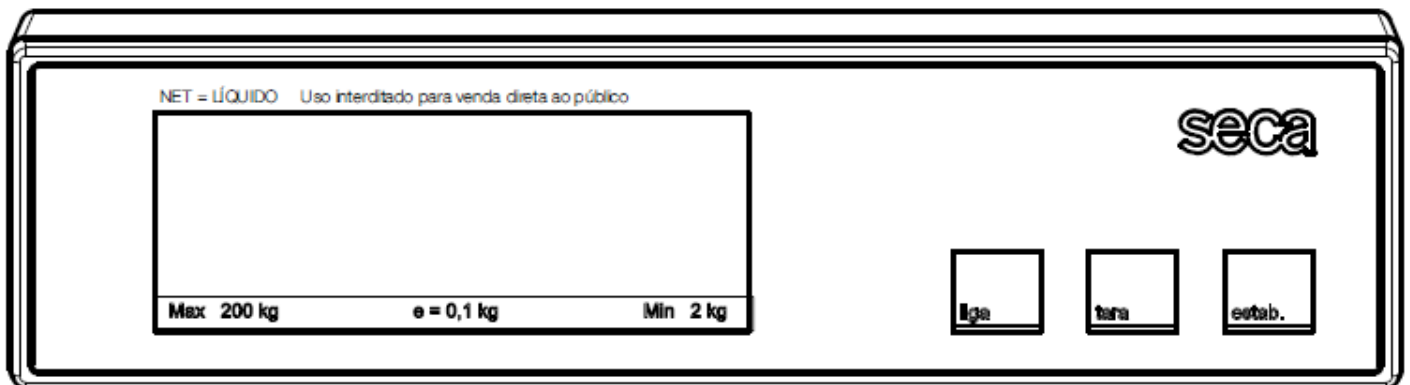 NET = LÍQUIDO Uso interditado para venda direta ao público
seca
Max 200 kg e = 0,1 kg Min 2 kg
liga tara estab.